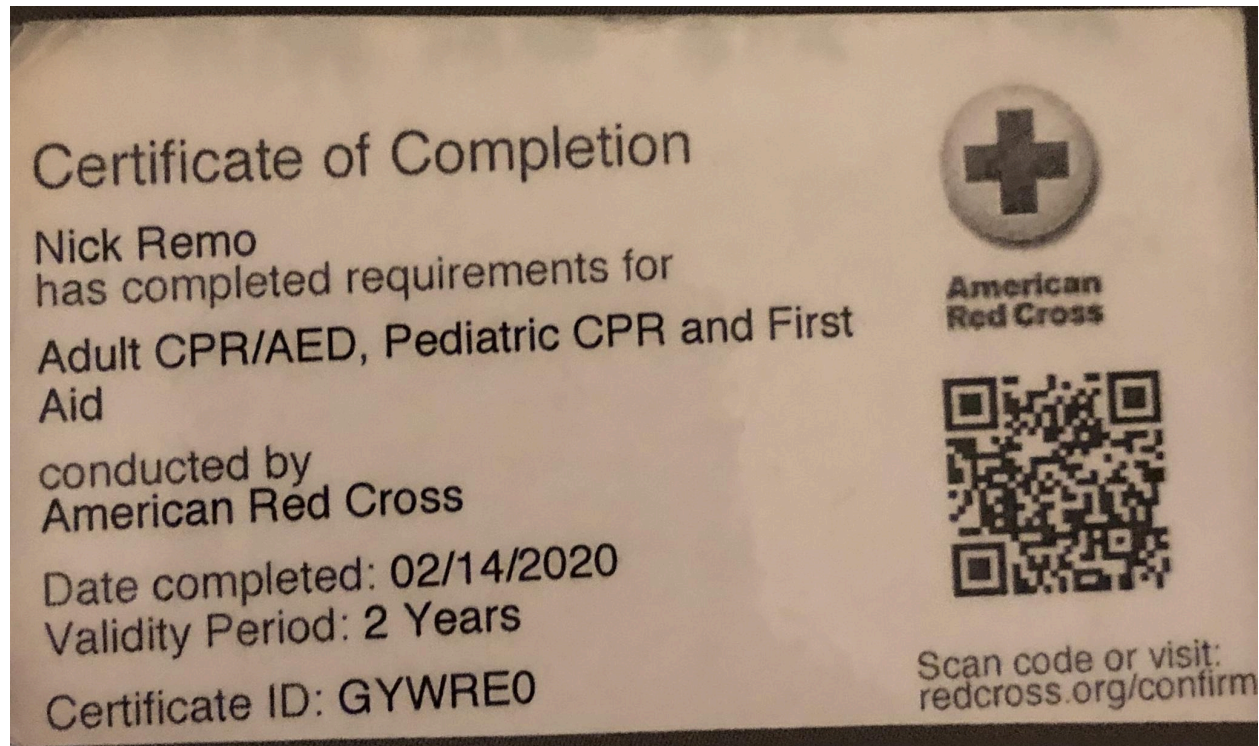 Certificate of Completion
Nick Remo
has completed requirements for
Adult CPR/AED, Pediatric CPR and First
Aid
conducted by
American Red Cross
Date completed: 02/14/2020
Validity Period: 2 Years
Certificate ID: GYWRE0
American
Red Cross
Scan code or visit:
redcross.org/confirm